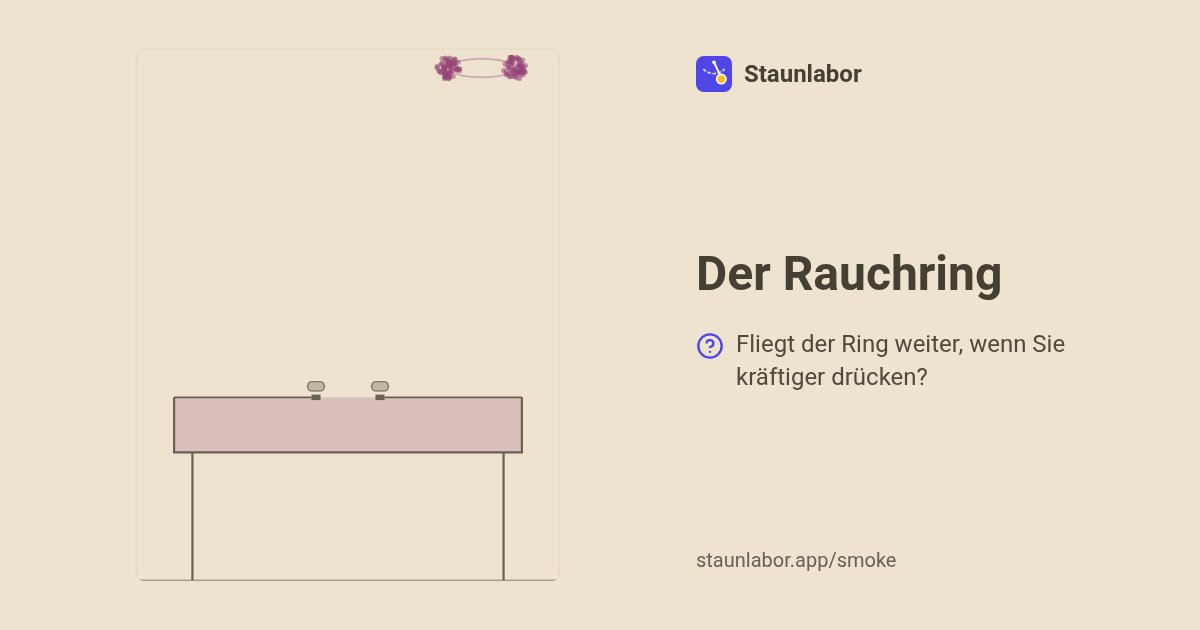 Staunlabor
Der Rauchring
Fliegt der Ring weiter, wenn Sie
kräftiger drücken?
staunlabor.app/smoke